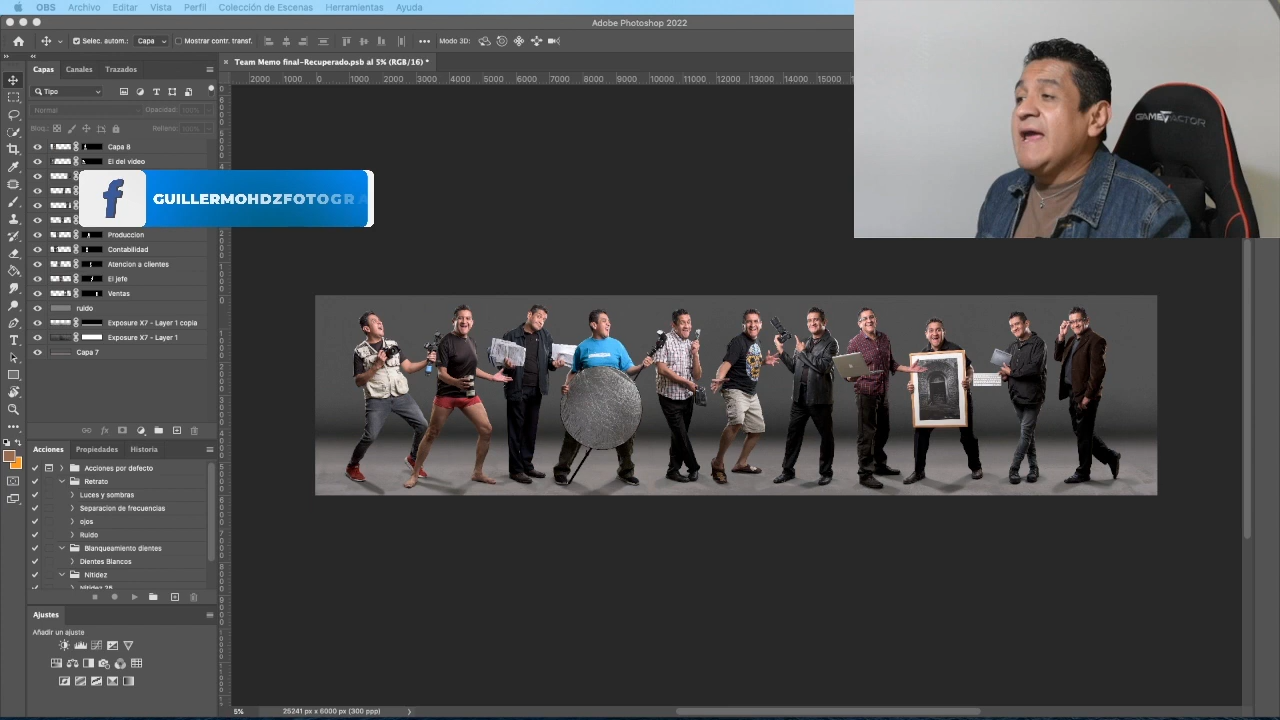 OBS Archivo Editar Vista Perfil Colección de Escenas Herramientas Ayuda
Adobe Photoshop 2022
Selec. autom.: Capa Mostrar contr. transf. Modo 3D:
Team Memo final-Recuperado.psb al 5% (RGB/16) *
Capas Canales Trazados
2000 1000 0 1000 2000 3000 4000 5000 6000 7000 8000 9000 10000 11000 12000 13000 14000 15000
Tipo
Normal Opacidad: 100%
Bloq.: Relleno: 100%
Capa 8
El del video
GUILLERMOHDZFOTOGRA
Produccion
Contabilidad
Atencion a clientes
El jefe
Ventas
ruido
Exposure X7 - Layer 1 copia
Exposure X7 - Layer 1
Capa 7
Acciones Propiedades Historia
Acciones por defecto
Retrato
Luces y sombras
Separacion de frecuencias
ojos
Ruido
Blanqueamiento dientes
Dientes Blancos
Nitidez
Nitidez 25
Ajustes
Añadir un ajuste
5% 25241 px x 6000 px (300 ppp)
GAMEFACTOR